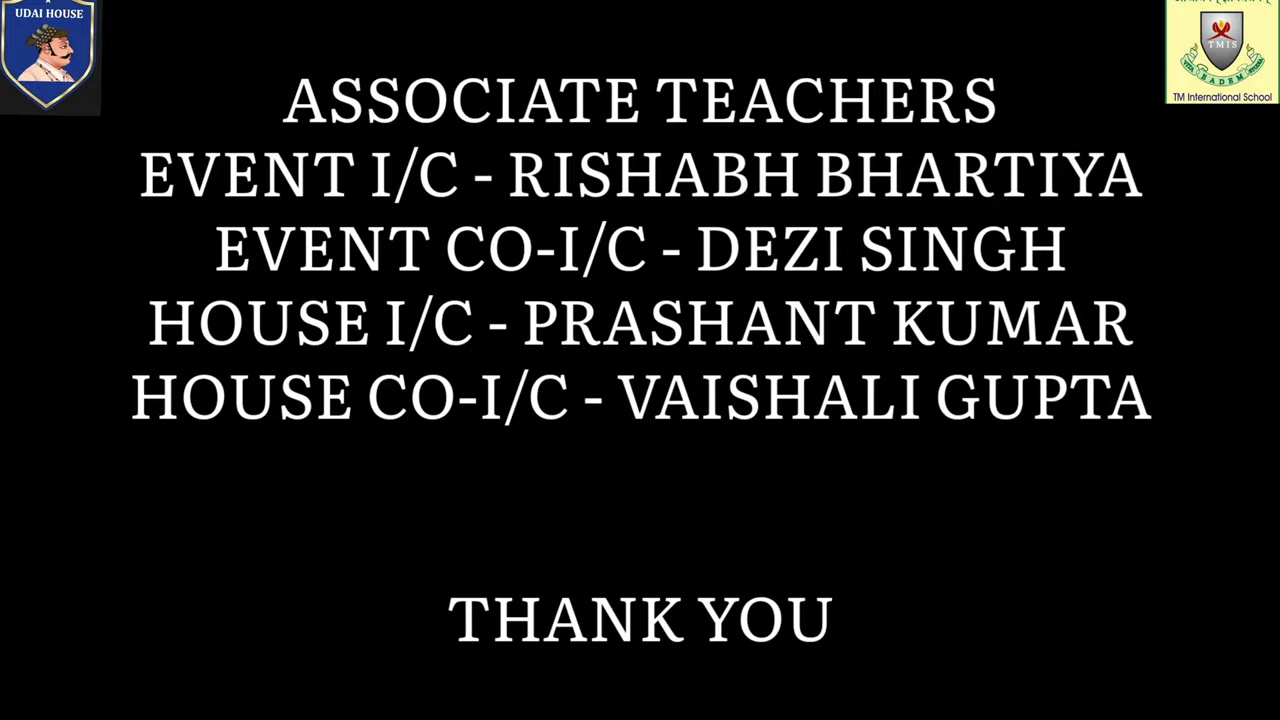 UDAI HOUSE
TMIS
EADEM
TM International School
ASSOCIATE TEACHERS
EVENT I/C - RISHABH BHARTIYA
EVENT CO-I/C - DEZI SINGH
HOUSE I/C - PRASHANT KUMAR
HOUSE CO-I/C - VAISHALI GUPTA
THANK YOU